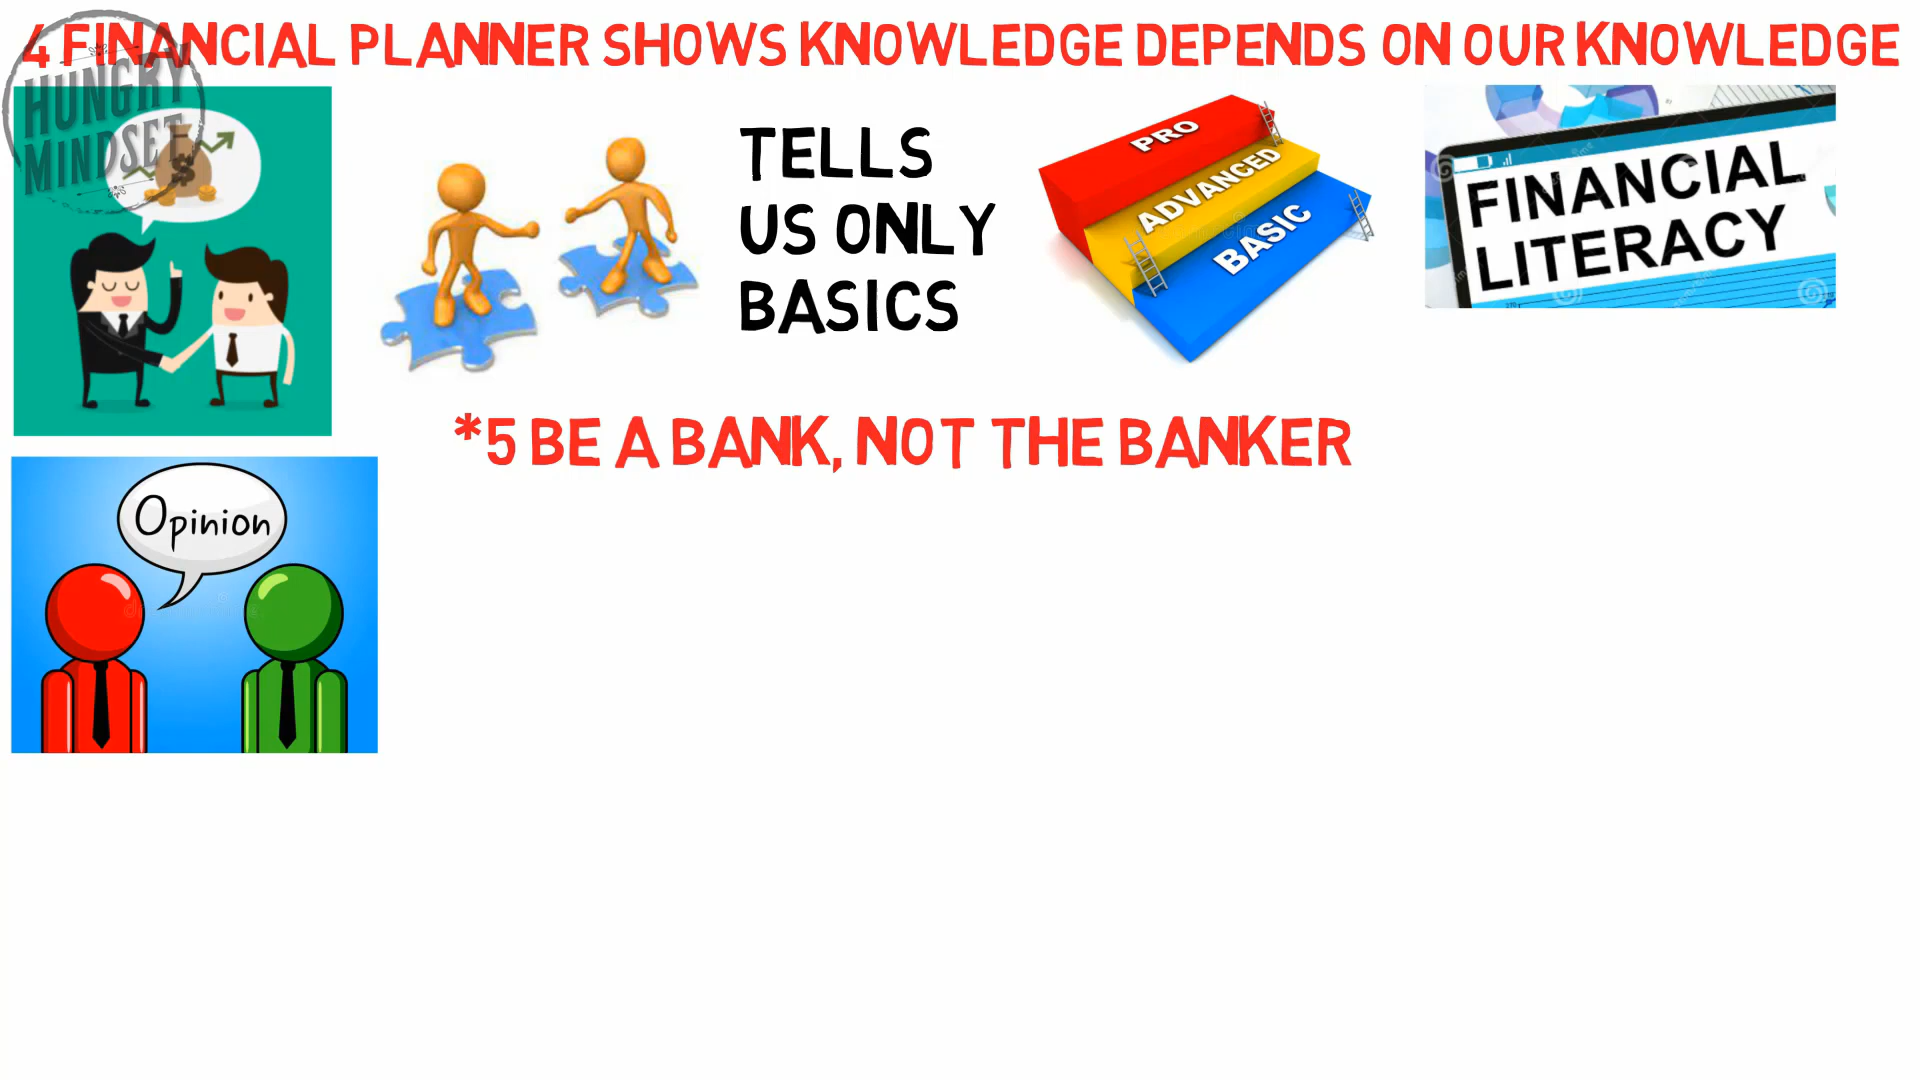 4 FINANCIAL PLANNER SHOWS KNOWLEDGE DEPENDS ON OUR KNOWLEDGE
HUNGRY
MINDSET
$
TELLS
US ONLY
BASICS
PRO
ADVANCED
BASIC
FINANCIAL
LITERACY
*5 BE A BANK, NOT THE BANKER
Opinion